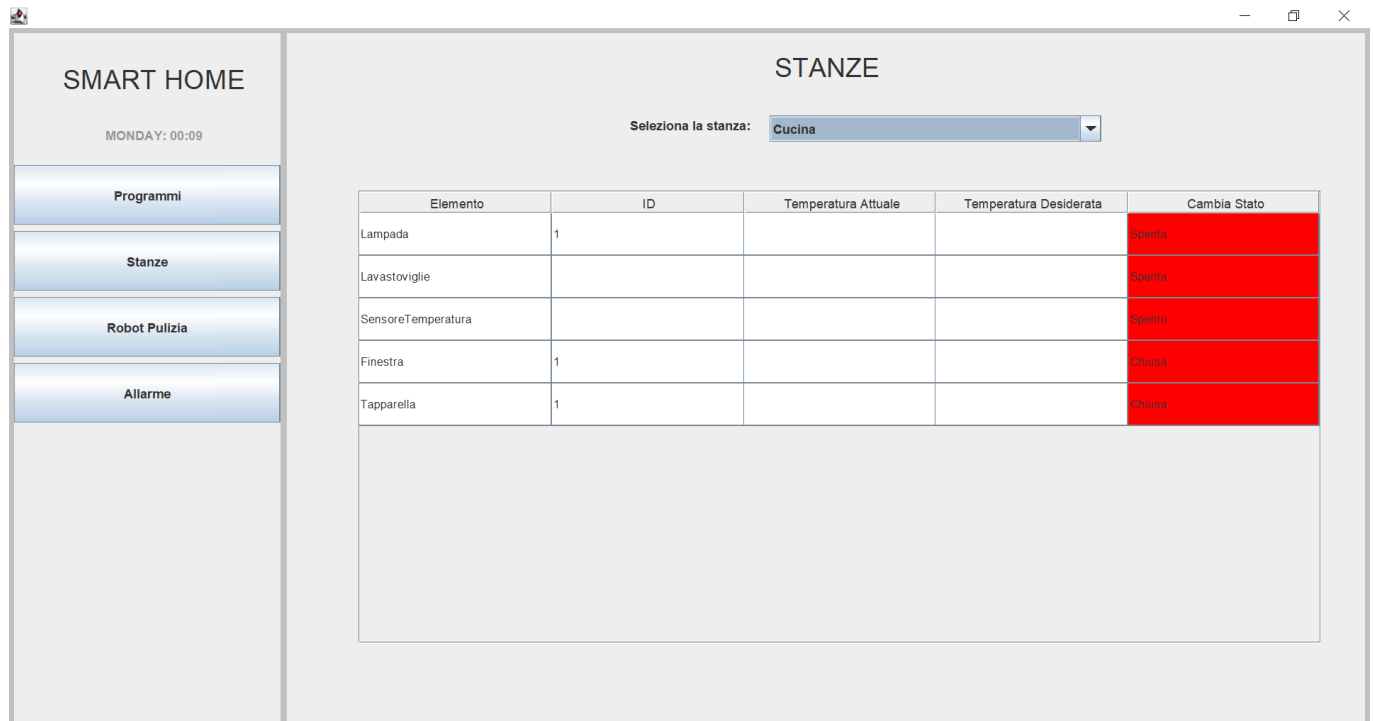 SMART HOME
MONDAY: 00:09
Programmi
Stanze
Robot Pulizia
Allarme
STANZE
Seleziona la stanza: Cucina
Elemento ID Temperatura Attuale Temperatura Desiderata Cambia Stato
Lampada 1 Spenta
Lavastoviglie Spenta
SensoreTemperatura Spento
Finestra 1 Chiusa
Tapparella 1 Chiusa